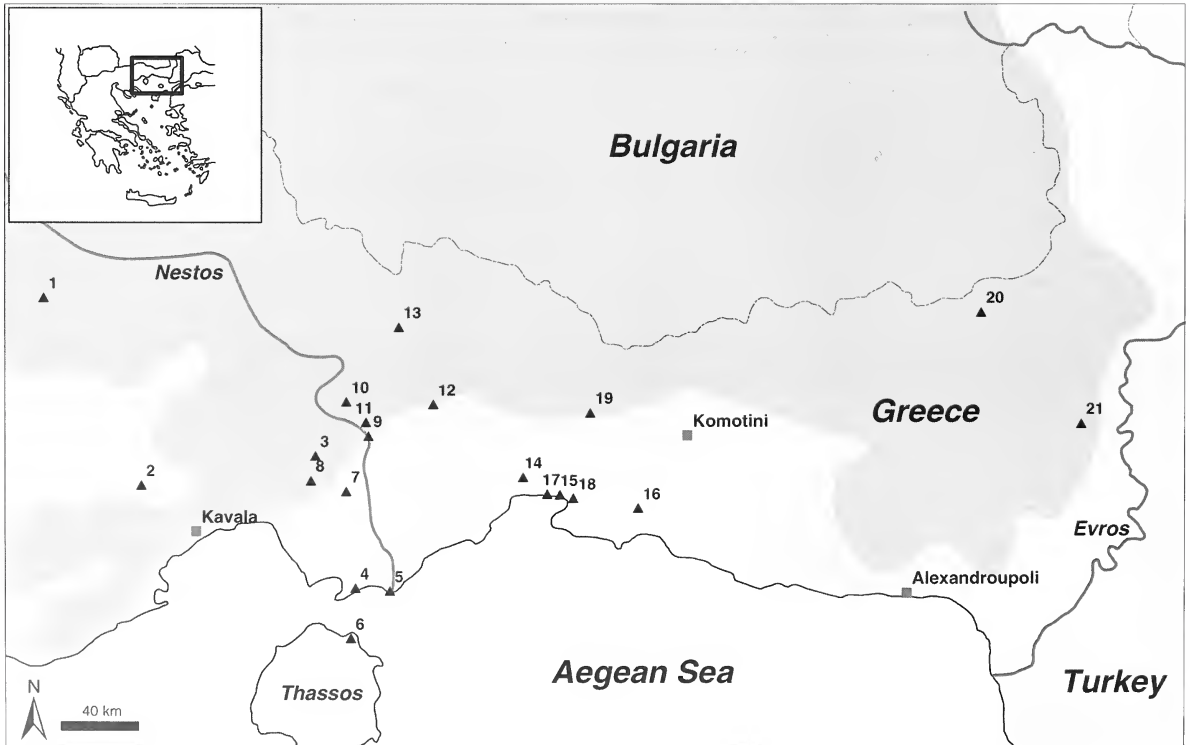 Bulgaria
Nestos
1
20
13
10
12
11
9
19
Greece
21
Komotini
3
8
2
7
14
17
15
18
16
Kavala
Evros
4
5
Alexandroupoli
6
Aegean Sea
Thassos
Turkey
N
40 km